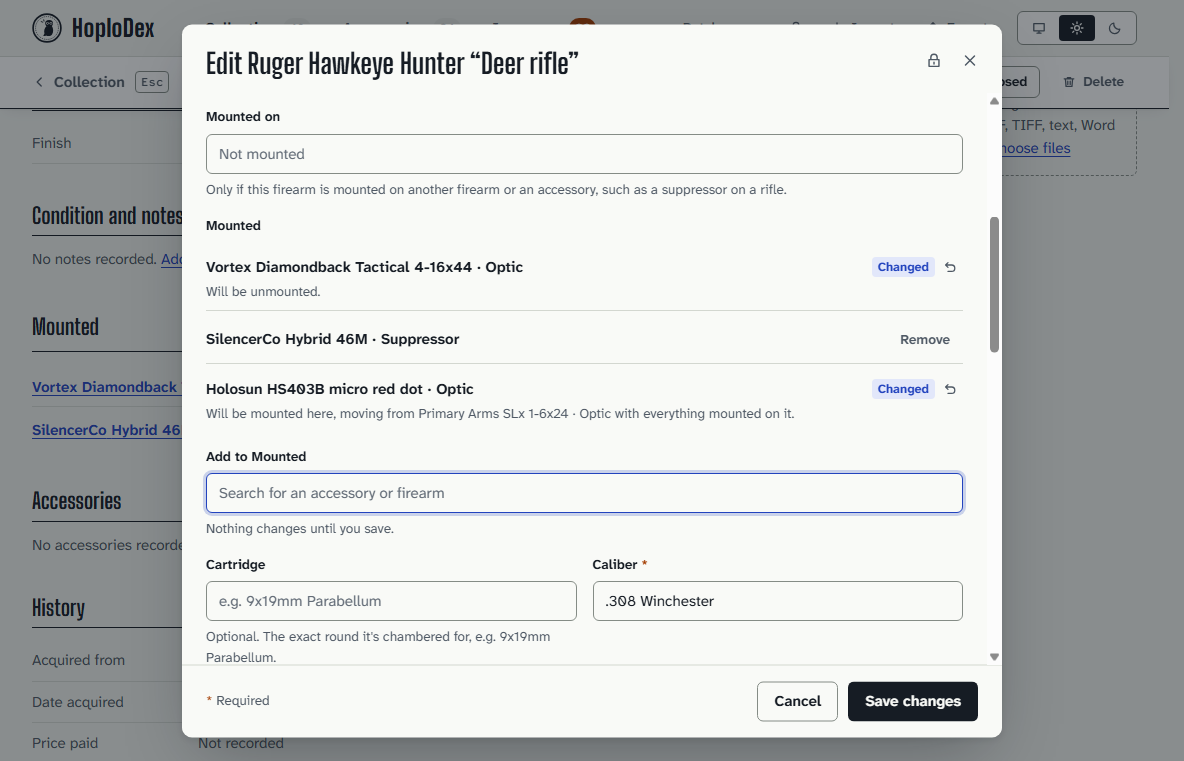 HoploDex
Edit Ruger Hawkeye Hunter “Deer rifle”
Collection Esc
Delete
Mounted on
Not mounted
Only if this firearm is mounted on another firearm or an accessory, such as a suppressor on a rifle.
TIFF, text, Word
files
Finish
Mounted
Condition and notes
Vortex Diamondback Tactical 4-16x44 · Optic
Changed
Will be unmounted.
No notes recorded.
Mounted
SilencerCo Hybrid 46M · Suppressor
Remove
Vortex Diamondback
Holosun HS403B micro red dot · Optic
Changed
Will be mounted here, moving from Primary Arms SLx 1-6x24 · Optic with everything mounted on it.
SilencerCo Hybrid 46
Add to Mounted
Search for an accessory or firearm
Nothing changes until you save.
Accessories
No accessories recorde
Cartridge
Caliber *
e.g. 9x19mm Parabellum
.308 Winchester
Optional. The exact round it's chambered for, e.g. 9x19mm
Parabellum.
History
Acquired from
Date acquired
Price paid
Not recorded
* Required
Cancel
Save changes